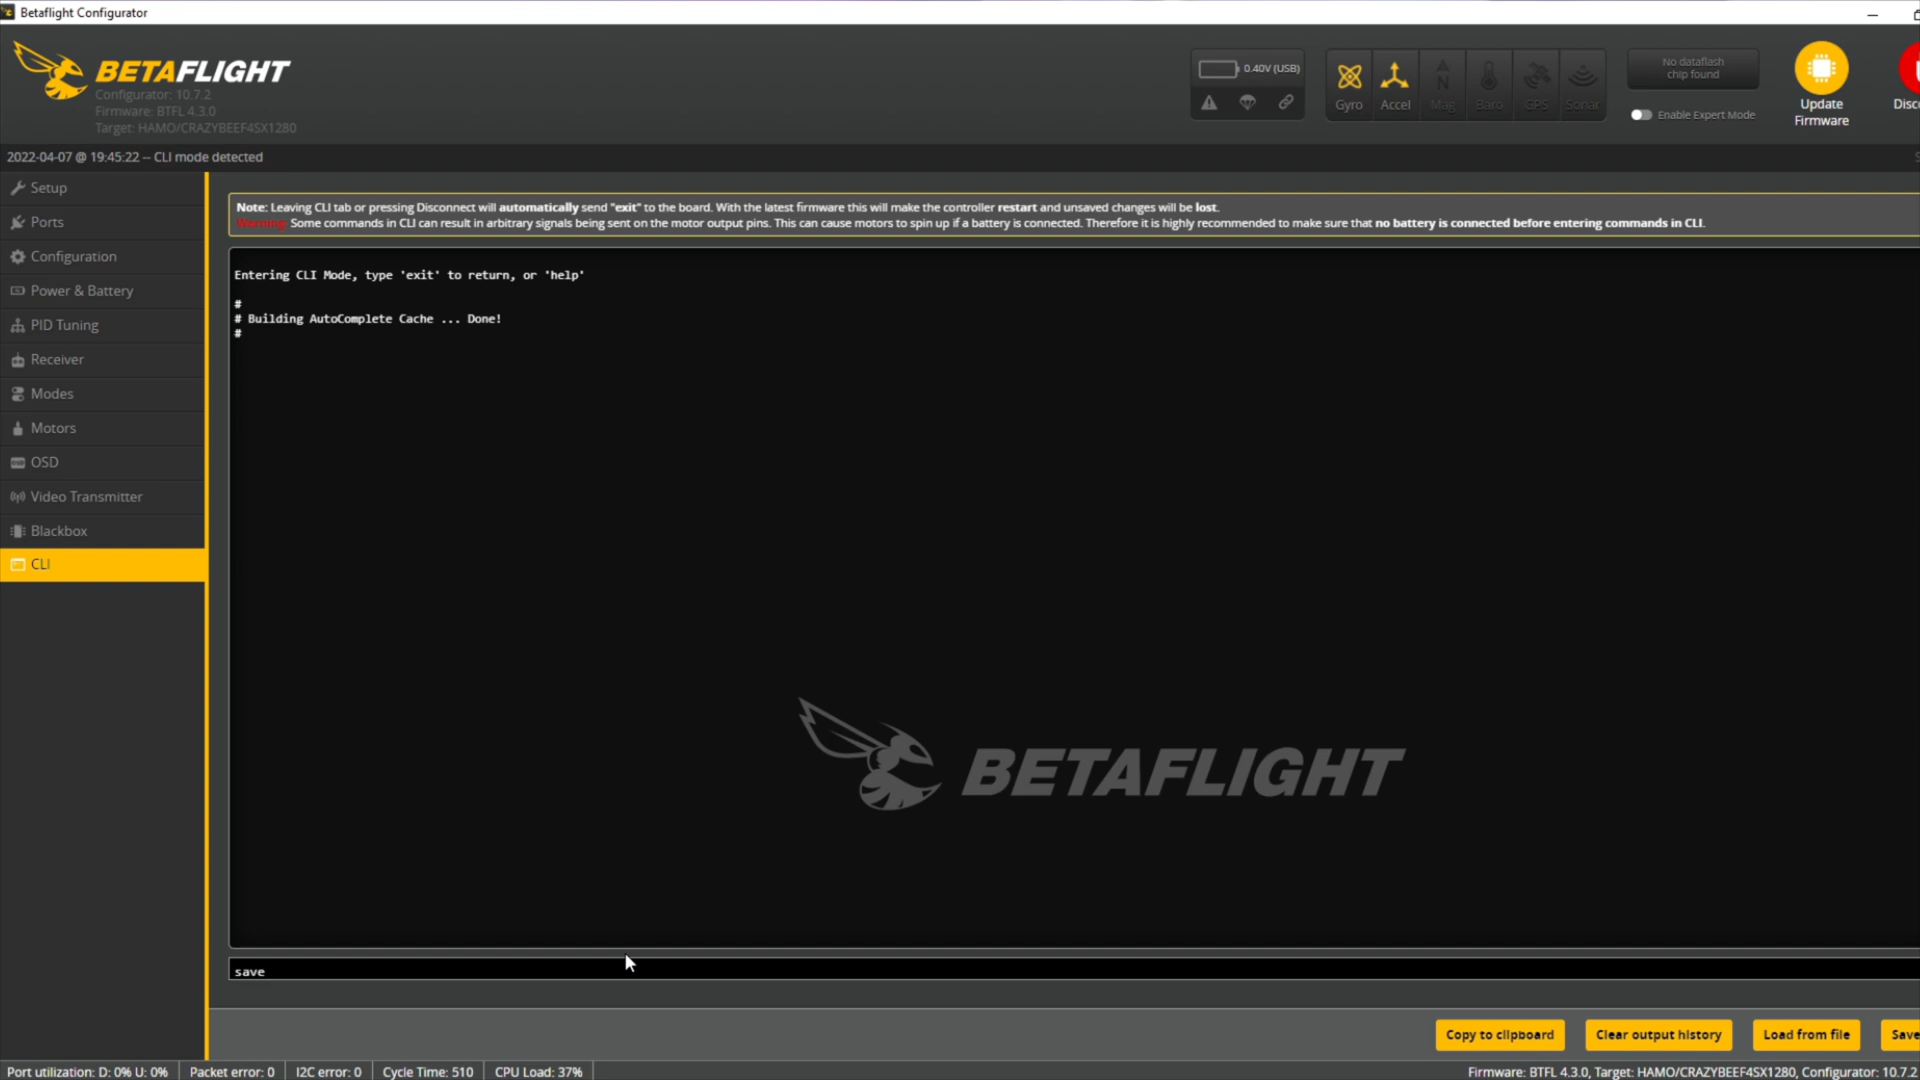 Betaflight Configurator
BETAFLIGHT
Configurator: 10.7.2
Firmware: BTFL 4.3.0
Target: HAMO/CRAZYBEEF4SX1280
0.40V (USB)
Gyro
Accel
Mag
Baro
GPS
Sonar
No dataflash
chip found
Enable Expert Mode
Update
Firmware
2022-04-07 @ 19:45:22 -- CLI mode detected
Setup
Ports
Configuration
Power & Battery
PID Tuning
Receiver
Modes
Motors
OSD
Video Transmitter
Blackbox
CLI
Note: Leaving CLI tab or pressing Disconnect will automatically send "exit" to the board. With the latest firmware this will make the controller restart and unsaved changes will be lost.
Warning: Some commands in CLI can result in arbitrary signals being sent on the motor output pins. This can cause motors to spin up if a battery is connected. Therefore it is highly recommended to make sure that no battery is connected before entering commands in CLI.
Entering CLI Mode, type 'exit' to return, or 'help'
#
# Building AutoComplete Cache ... Done!
#
BETAFLIGHT
save
Copy to clipboard
Clear output history
Load from file
Save
Port utilization: D: 0% U: 0%
Packet error: 0
I2C error: 0
Cycle Time: 510
CPU Load: 37%
Firmware: BTFL 4.3.0, Target: HAMO/CRAZYBEEF4SX1280, Configurator: 10.7.2